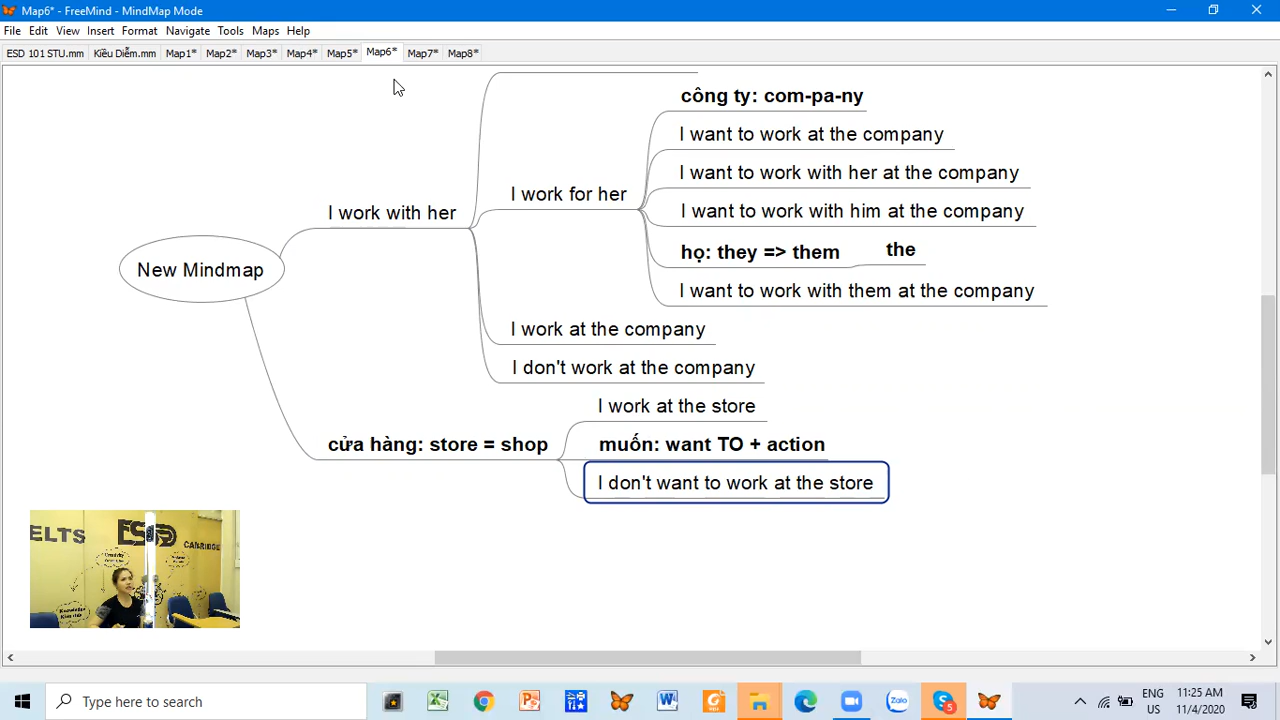 Map6* - FreeMind - MindMap Mode
File Edit View Insert Format Navigate Tools Maps Help
ESD 101 STU.mm Kiều Diễm.mm Map1* Map2* Map3* Map4* Map5* Map6* Map7* Map8*
công ty: com-pa-ny
I want to work at the company
I want to work with her at the company
I work for her
I want to work with him at the company
I work with her
họ: they => them the
New Mindmap
I want to work with them at the company
I work at the company
I don't work at the company
I work at the store
cửa hàng: store = shop
muốn: want TO + action
I don't want to work at the store
IELTS ESD CAMBRIDGE
Type here to search
Zalo
5
ENG
US
11:25 AM
11/4/2020